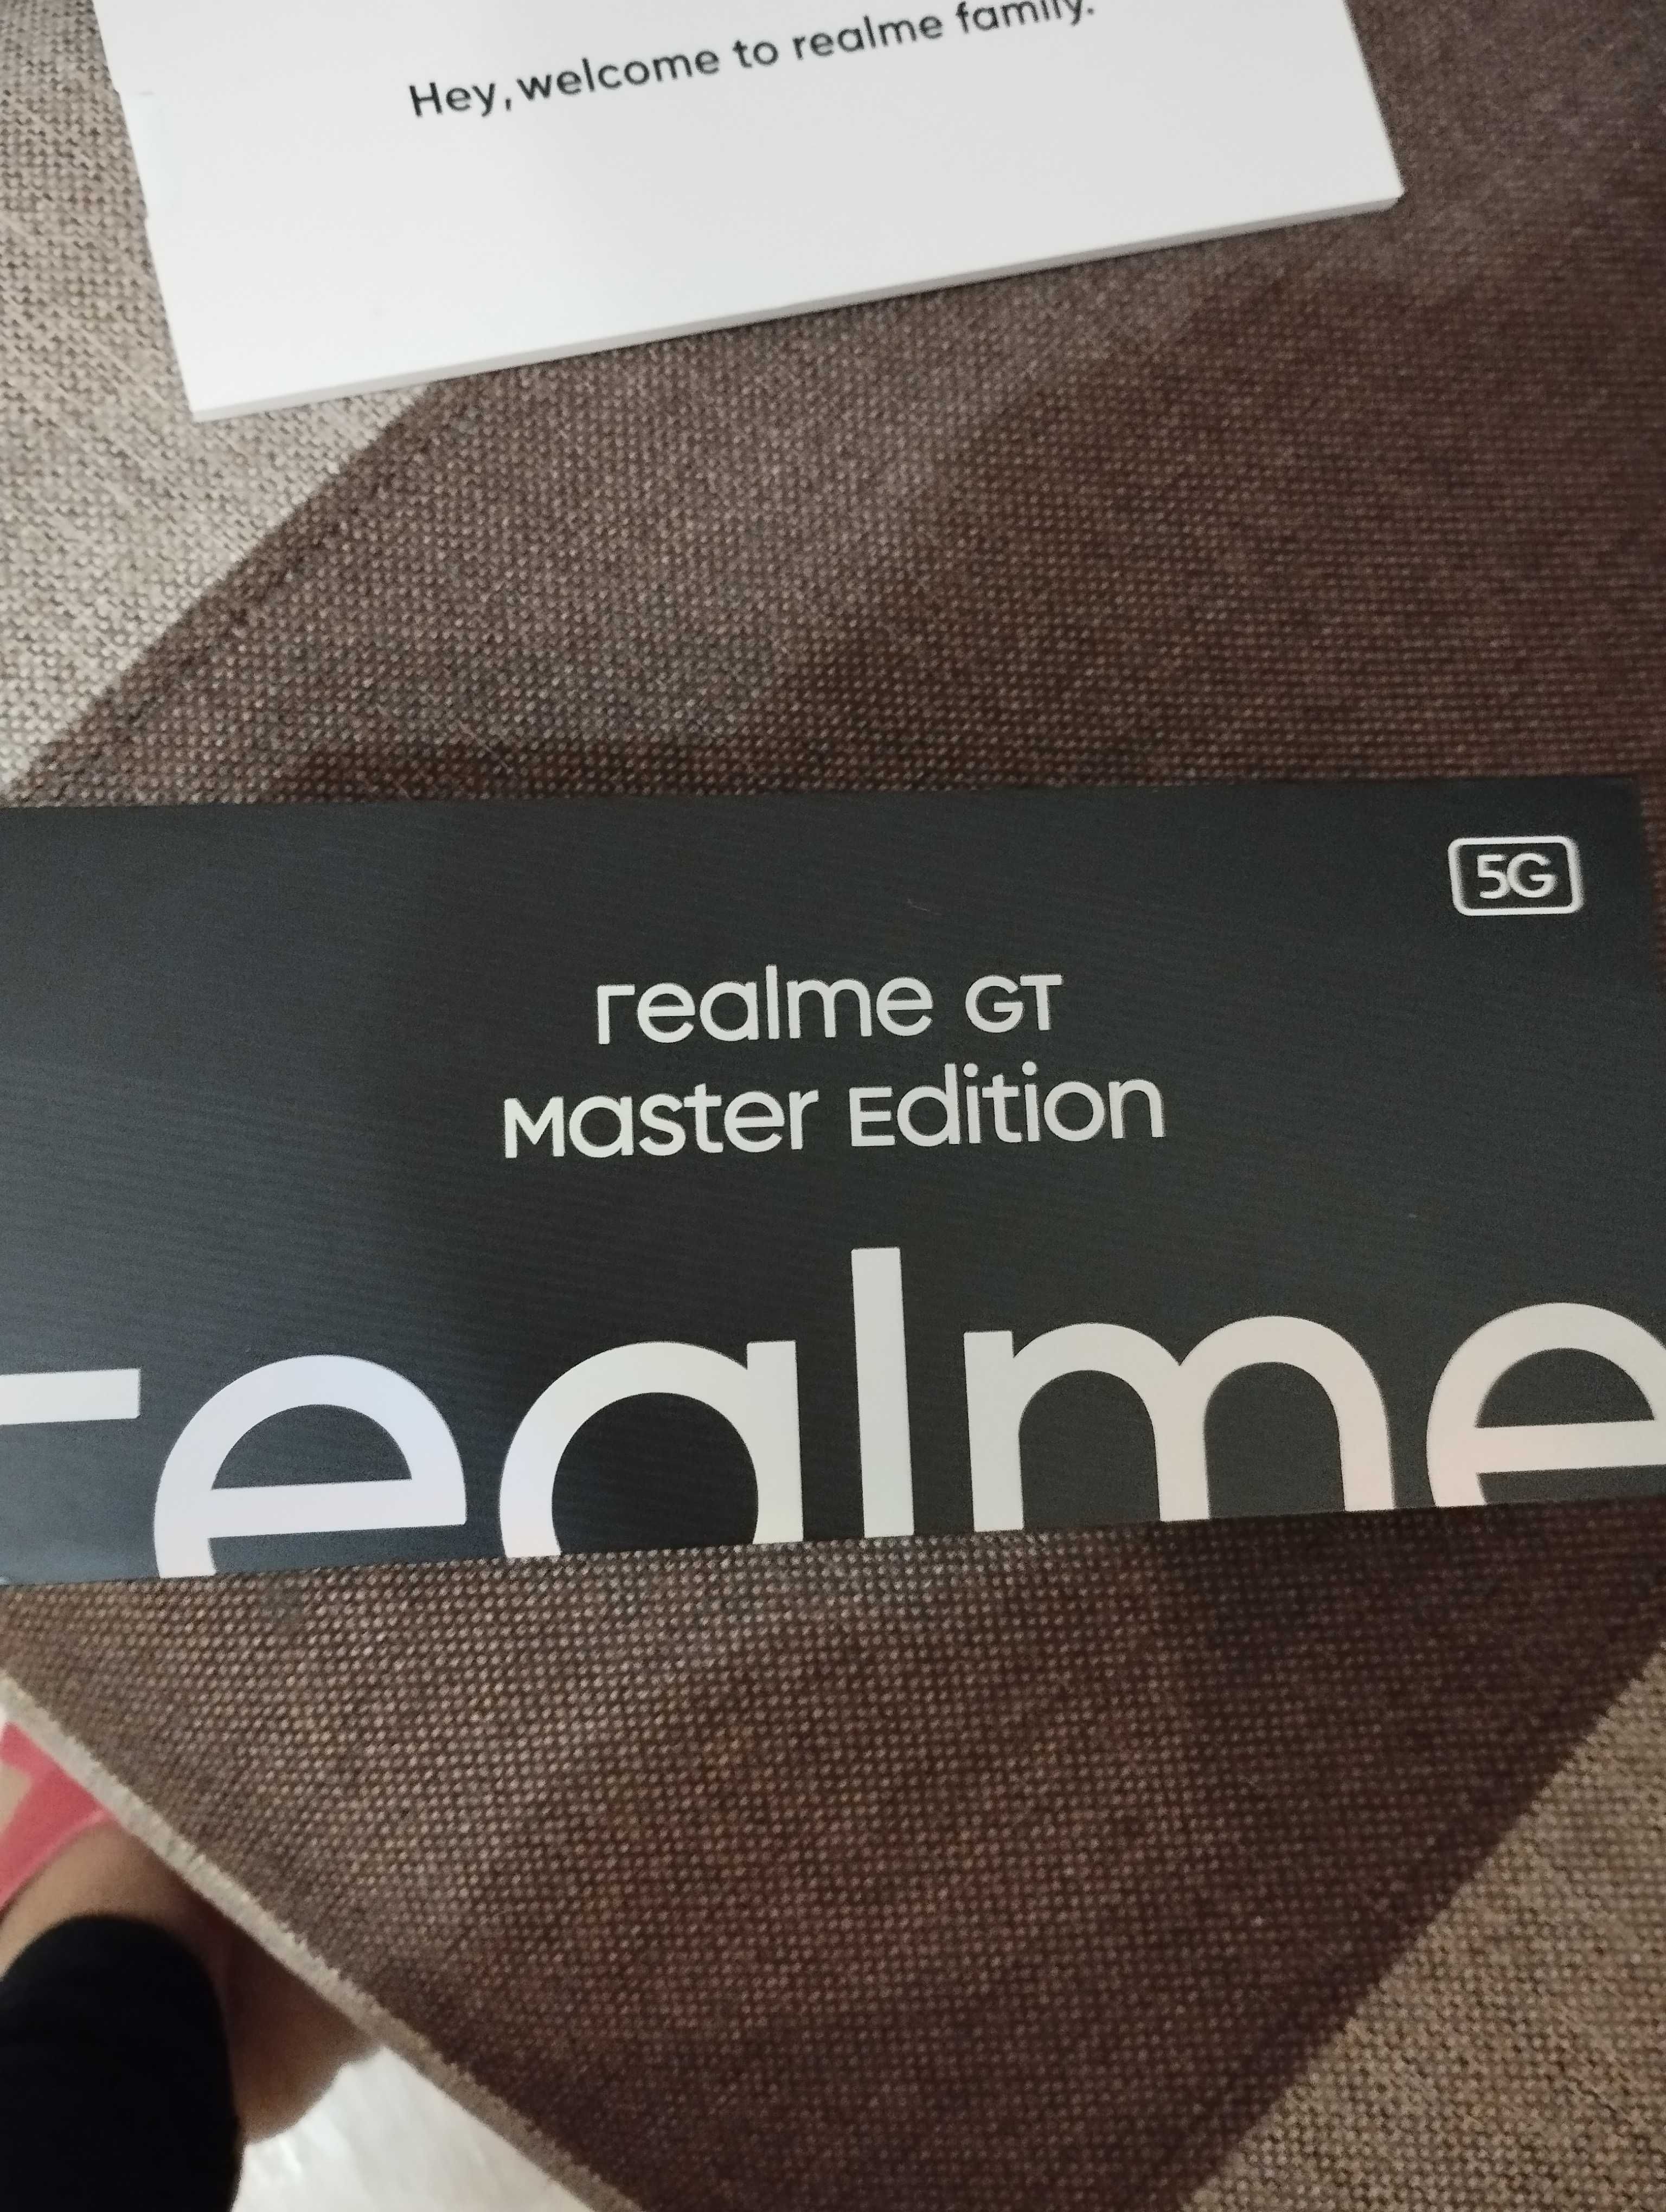 Hey, welcome to realme family.
5G
realme GT
Master Edition
realme